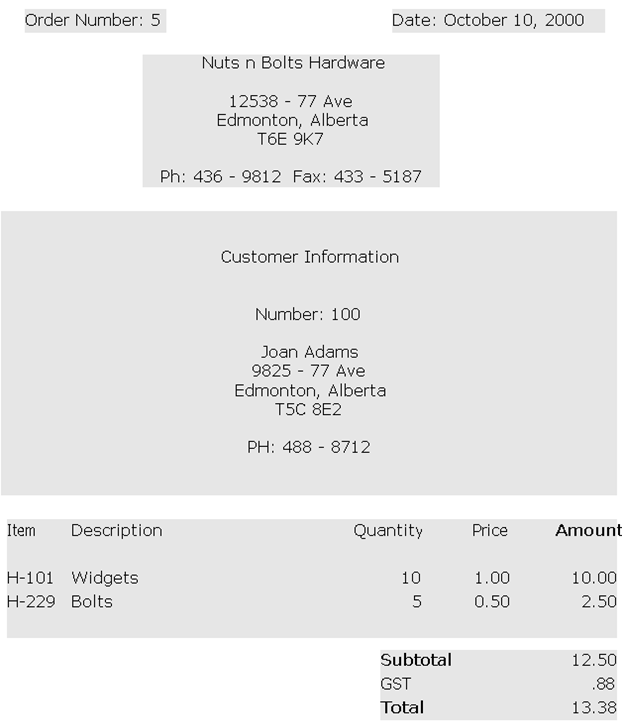 Order Number: 5 Date: October 10, 2000
Nuts n Bolts Hardware
12538 - 77 Ave
Edmonton, Alberta
T6E 9K7
Ph: 436 - 9812 Fax: 433 - 5187
Customer Information
Number: 100
Joan Adams
9825 - 77 Ave
Edmonton, Alberta
T5C 8E2
PH: 488 - 8712
Item Description Quantity Price Amount
H-101 Widgets 10 1.00 10.00
H-229 Bolts 5 0.50 2.50
Subtotal 12.50
GST .88
Total 13.38